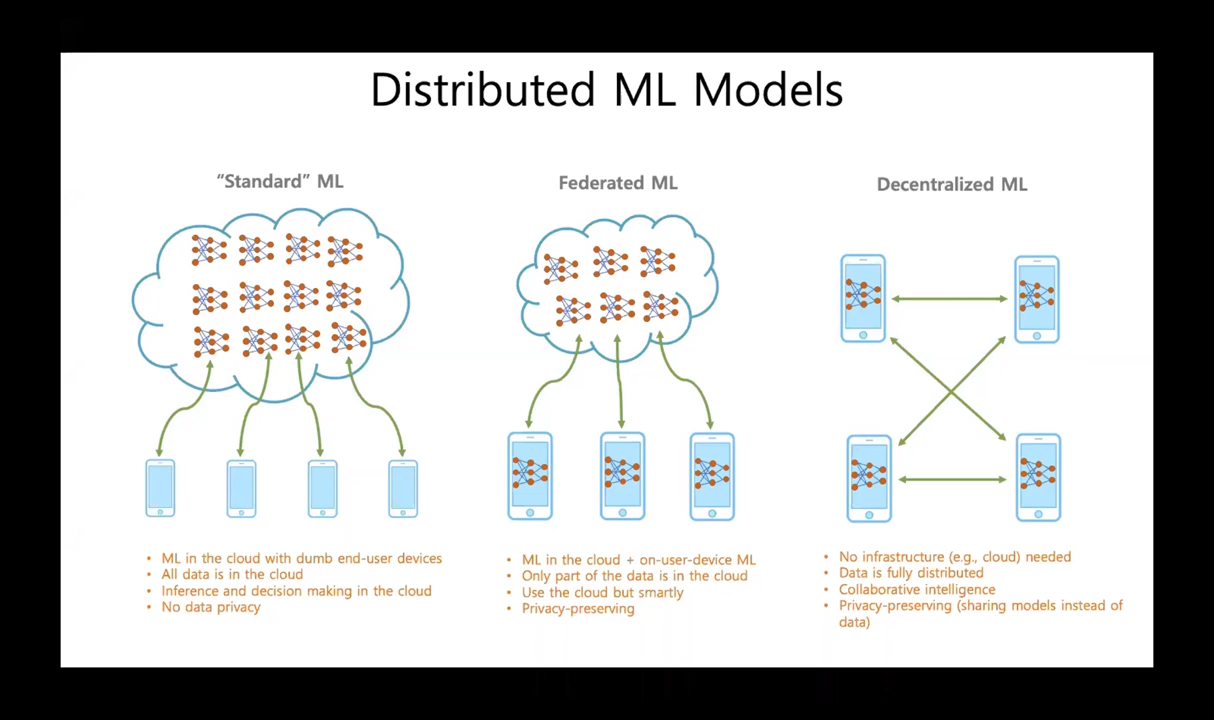 Distributed ML Models
“Standard” ML
Federated ML
Decentralized ML
• ML in the cloud with dumb end-user devices
• All data is in the cloud
• Inference and decision making in the cloud
• No data privacy
• ML in the cloud + on-user-device ML
• Only part of the data is in the cloud
• Use the cloud but smartly
• Privacy-preserving
• No infrastructure (e.g., cloud) needed
• Data is fully distributed
• Collaborative intelligence
• Privacy-preserving (sharing models instead of
data)